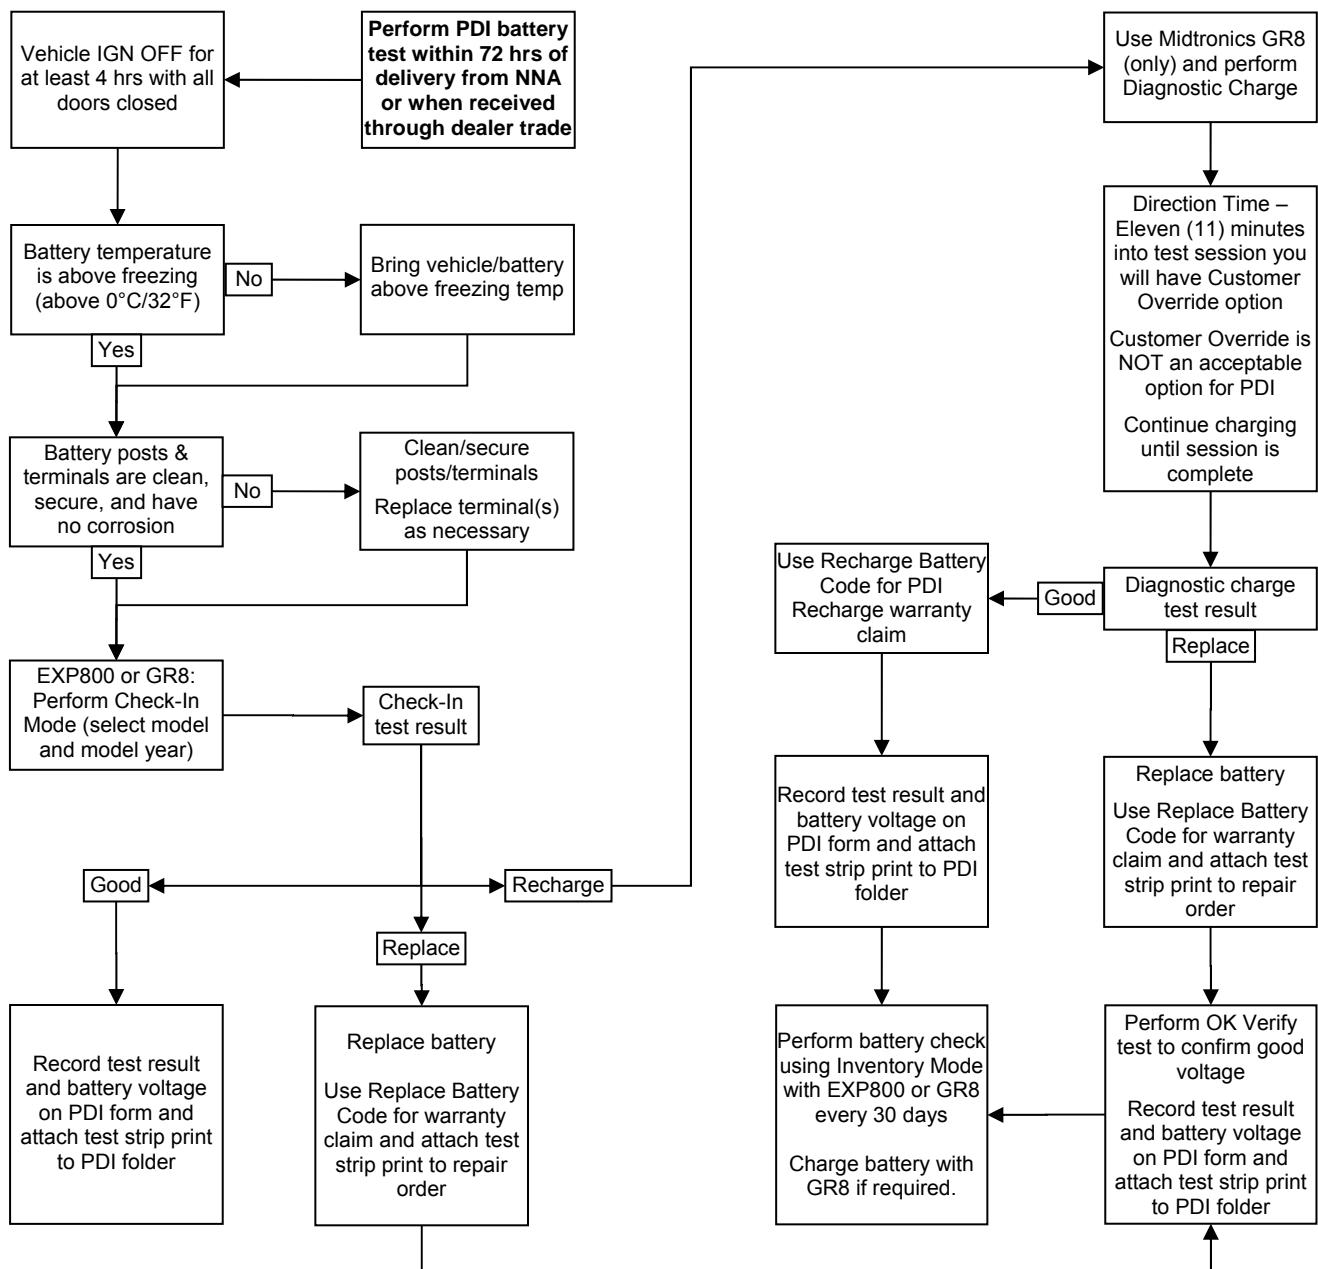 Perform PDI battery
test within 72 hrs of
delivery from NNA
or when received
through dealer trade
Vehicle IGN OFF for
at least 4 hrs with all
doors closed
Battery temperature
is above freezing
(above 0°C/32°F)
No
Bring vehicle/battery
above freezing temp
Yes
Battery posts &
terminals are clean,
secure, and have
no corrosion
No
Clean/secure
posts/terminals
Replace terminal(s)
as necessary
Yes
EXP800 or GR8:
Perform Check-In
Mode (select model
and model year)
Check-In
test result
Good
Recharge
Replace
Record test result
and battery voltage
on PDI form and
attach test strip print
to PDI folder
Replace battery
Use Replace Battery
Code for warranty
claim and attach test
strip print to repair
order
Use Midtronics GR8
(only) and perform
Diagnostic Charge
Direction Time –
Eleven (11) minutes
into test session you
will have Customer
Override option
Customer Override is
NOT an acceptable
option for PDI
Continue charging
until session is
complete
Diagnostic charge
test result
Good
Replace
Use Recharge Battery
Code for PDI
Recharge warranty
claim
Record test result and
battery voltage on
PDI form and attach
test strip print to PDI
folder
Replace battery
Use Replace Battery
Code for warranty
claim and attach test
strip print to repair
order
Perform battery check
using Inventory Mode
with EXP800 or GR8
every 30 days
Charge battery with
GR8 if required.
Perform OK Verify
test to confirm good
voltage
Record test result
and battery voltage
on PDI form and
attach test strip print
to PDI folder